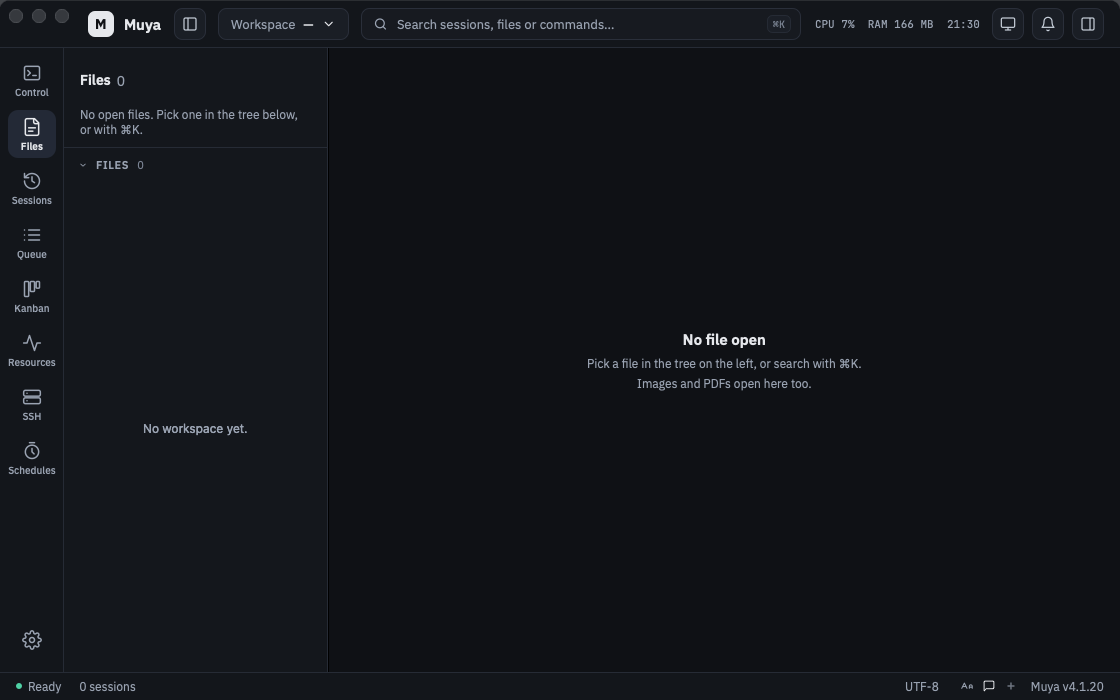 M Muya
Workspace —
Search sessions, files or commands...
⌘K
CPU 7% RAM 166 MB 21:30
Control
Files
Sessions
Queue
Kanban
Resources
SSH
Schedules
Files 0
No open files. Pick one in the tree below,
or with ⌘K.
FILES 0
No workspace yet.
No file open
Pick a file in the tree on the left, or search with ⌘K.
Images and PDFs open here too.
Ready 0 sessions
UTF-8 Aa + Muya v4.1.20